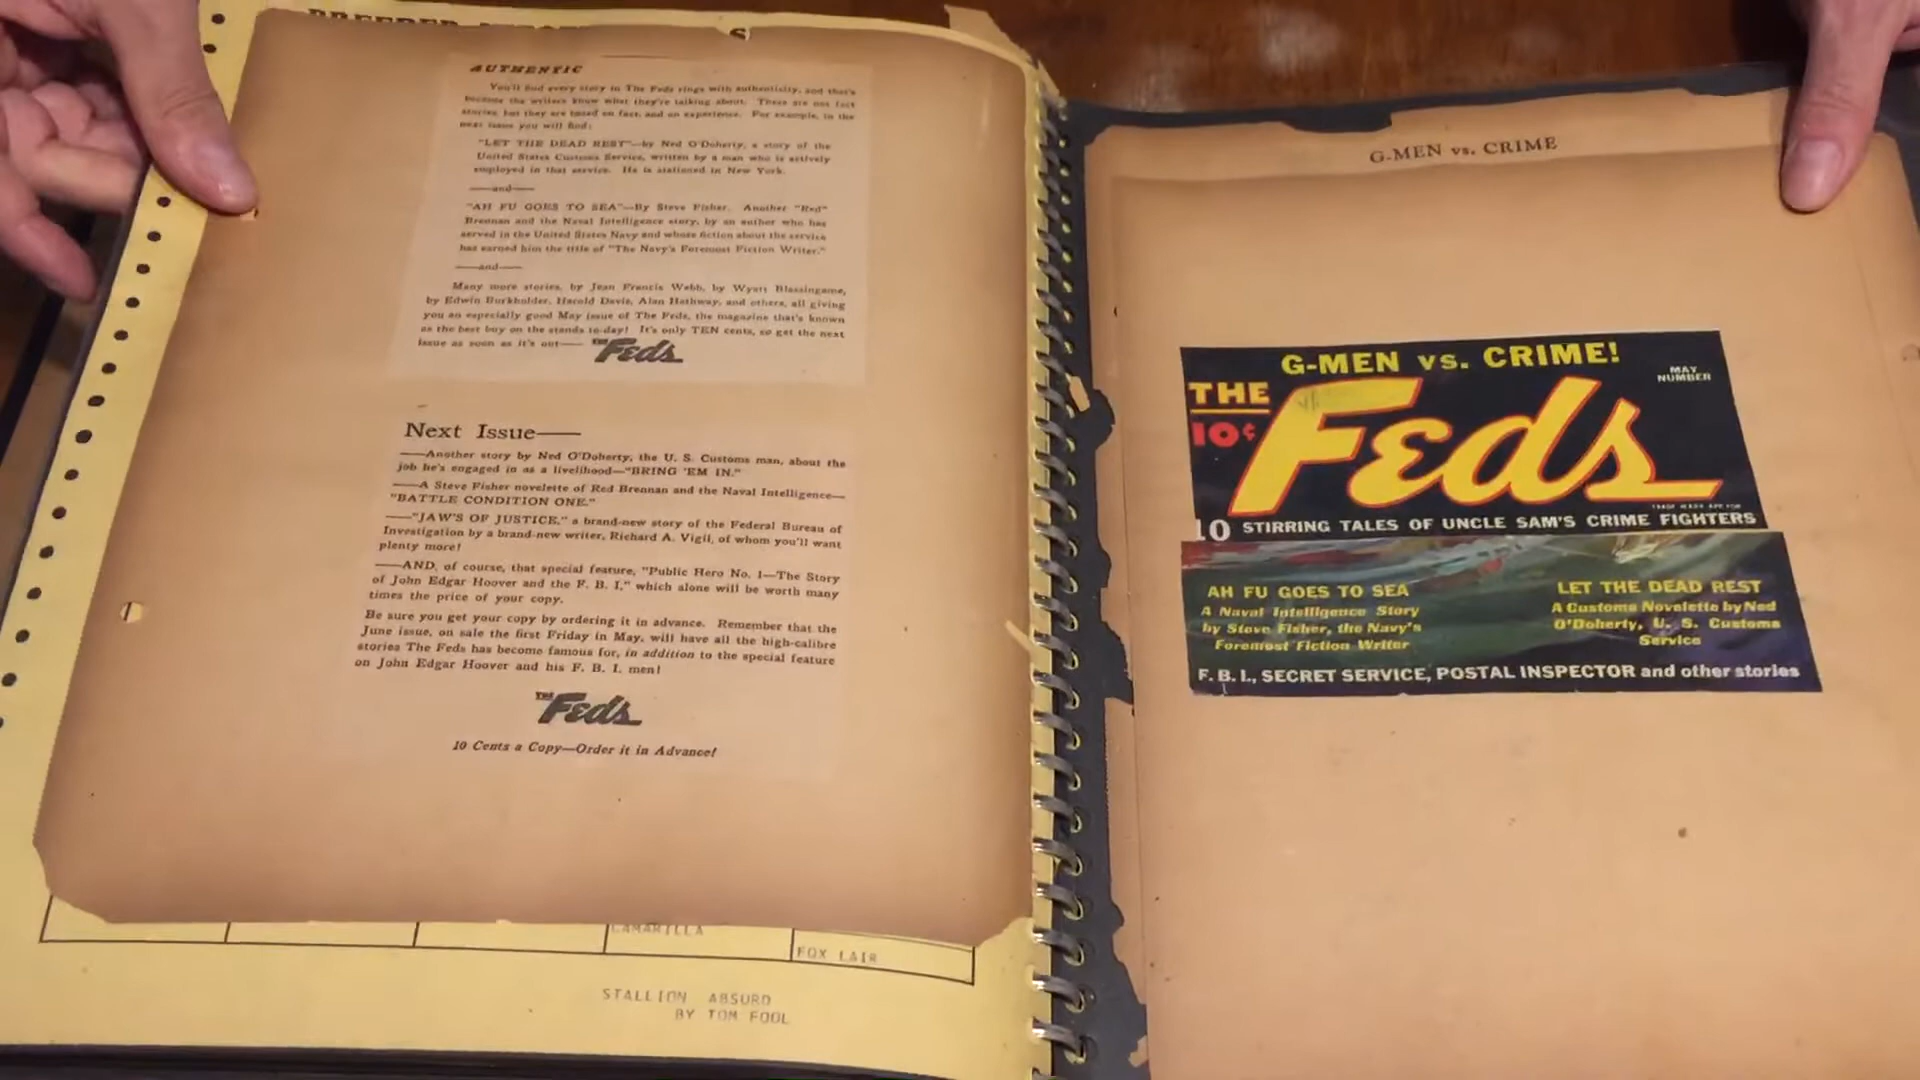 AUTHENTIC
You'll find every story in The Feds rings with authenticity, and that's
because the writers know what they're talking about. These are not fact
stories, but they are based on fact, and on experience. For example, in the
next issue you will find:
"LET THE DEAD REST"—by Ned O'Doherty, a story of the
United States Customs Service, written by a man who is actively
employed in that service. He is stationed in New York.
——and——
"AH FU GOES TO SEA"—By Steve Fisher. Another "Red"
Brennan and the Naval Intelligence story, by an author who has
served in the United States Navy and whose fiction about the service
has earned him the title of "The Navy's Foremost Fiction Writer."
——and——
Many more stories, by Jean Francis Webb, by Wyatt Blassingame,
by Edwin Burkholder, Harold Davis, Alan Hathway, and others, all giving
you an especially good May issue of The Feds, the magazine that's known
as the best buy on the stands to-day! It's only TEN cents, so get the next
issue as soon as it's out——
THE Feds
Next Issue——
——Another story by Ned O'Doherty, the U. S. Customs man, about the
job he's engaged in as a livelihood—"BRING 'EM IN."
——A Steve Fisher novelette of Red Brennan and the Naval Intelligence—
"BATTLE CONDITION ONE."
——"JAW'S OF JUSTICE," a brand-new story of the Federal Bureau of
Investigation by a brand-new writer, Richard A. Vigil, of whom you'll want
plenty more!
——AND, of course, that special feature, "Public Hero No. 1—The Story
of John Edgar Hoover and the F. B. I.," which alone will be worth many
times the price of your copy.
Be sure you get your copy by ordering it in advance. Remember that the
June issue, on sale the first Friday in May, will have all the high-calibre
stories The Feds has become famous for, in addition to the special feature
on John Edgar Hoover and his F. B. I. men!
THE Feds
10 Cents a Copy—Order it in Advance!
CAMARILLA
FOX LAIR
STALLION ABSURD
BY TOM FOOL
G-MEN vs. CRIME
G-MEN vs. CRIME!
MAY
NUMBER
THE
10¢
Feds
10 STIRRING TALES OF UNCLE SAM'S CRIME FIGHTERS
AH FU GOES TO SEA
A Naval Intelligence Story
by Steve Fisher, the Navy's
Foremost Fiction Writer
LET THE DEAD REST
A Customs Novelette by Ned
O'Doherty, U. S. Customs
Service
F. B. I., SECRET SERVICE, POSTAL INSPECTOR and other stories